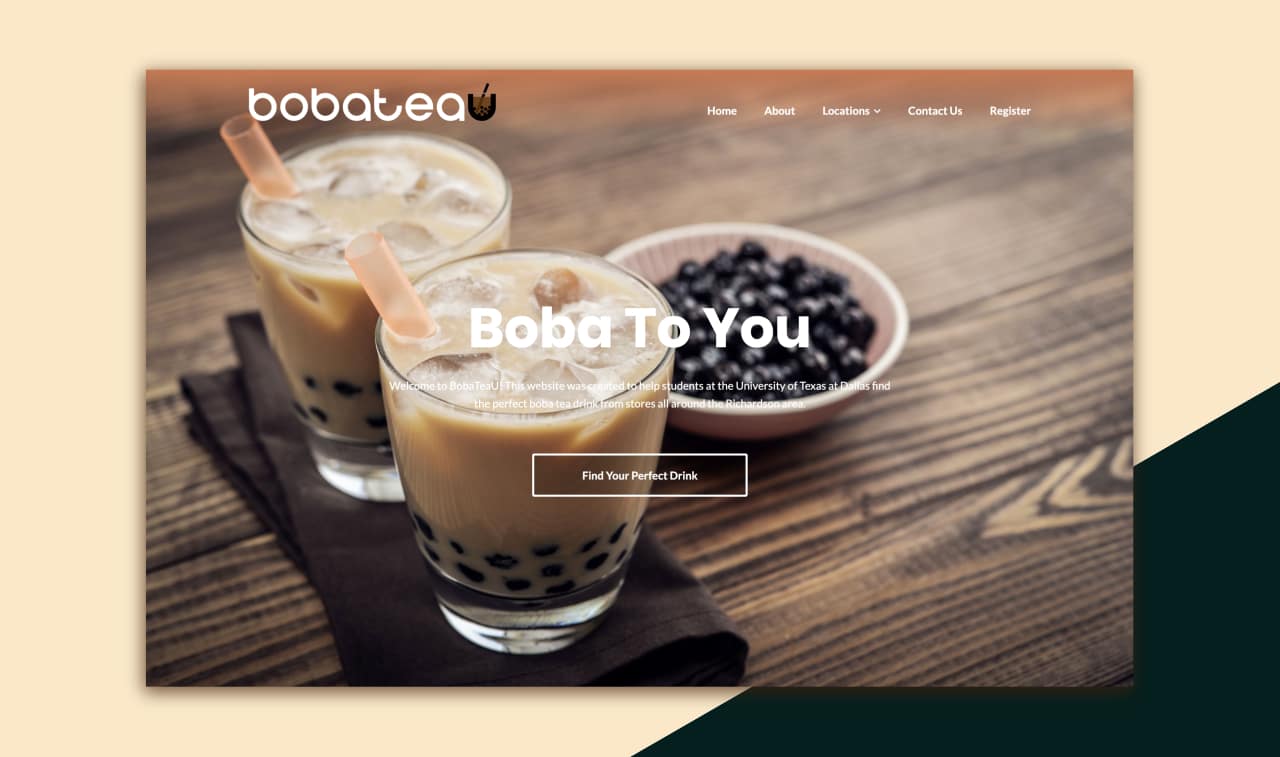 bobateaU
Home
About
Locations
Contact Us
Register
Boba To You
Welcome to BobaTeaU! This website was created to help students at the University of Texas at Dallas find
the perfect boba tea drink from stores all around the Richardson area.
Find Your Perfect Drink